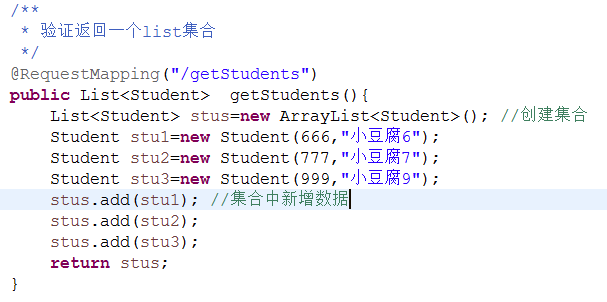 /**
 * 验证返回一个list集合
 */
@RequestMapping("/getStudents")
public List<Student>  getStudents(){
    List<Student> stus=new ArrayList<Student>(); //创建集合
    Student stu1=new Student(666,"小豆腐6");
    Student stu2=new Student(777,"小豆腐7");
    Student stu3=new Student(999,"小豆腐9");
    stus.add(stu1); //集合中新增数据
    stus.add(stu2);
    stus.add(stu3);
    return stus;
}